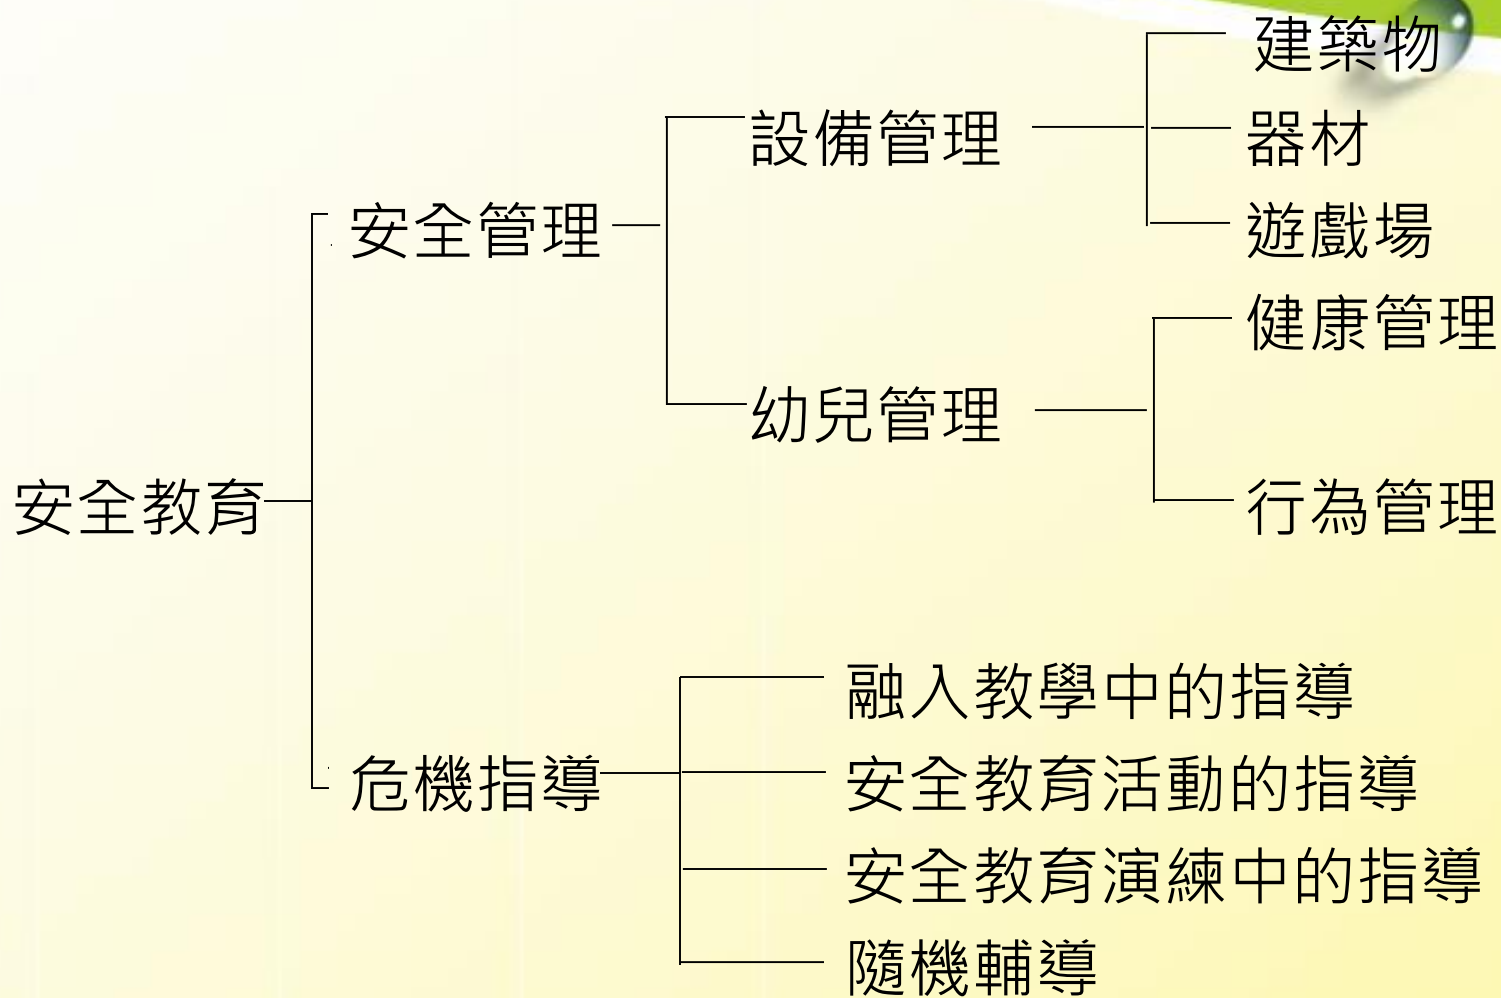 建築物
設備管理
器材
安全管理
遊戲場
健康管理
幼兒管理
安全教育
行為管理
融入教學中的指導
危機指導
安全教育活動的指導
安全教育演練中的指導
隨機輔導